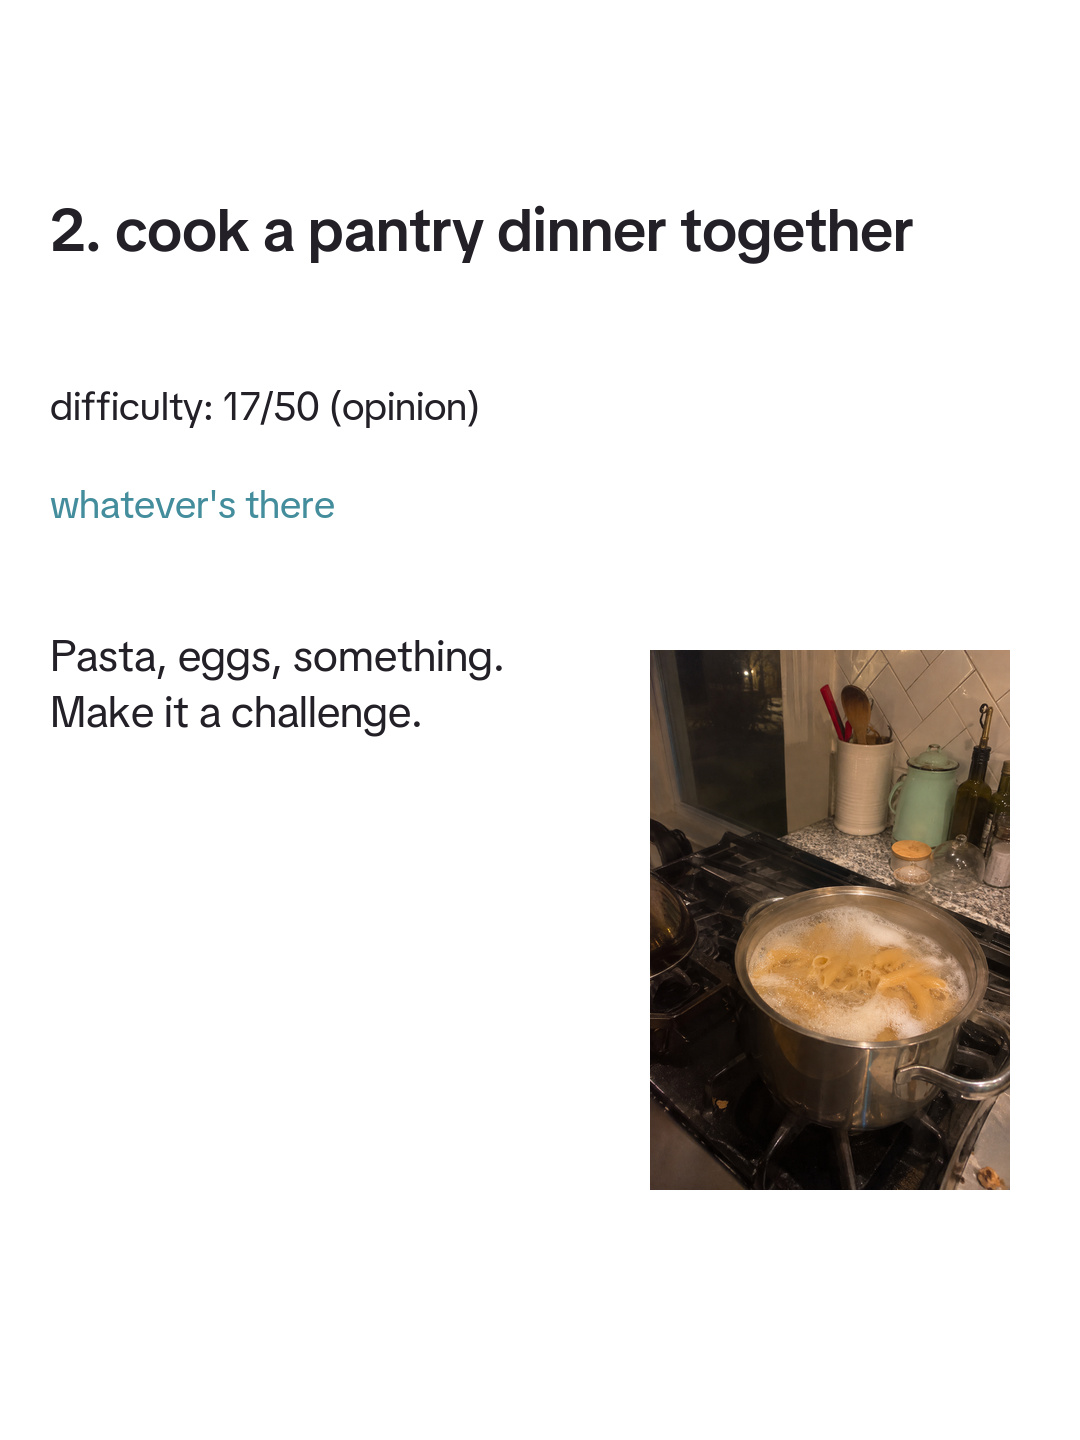 2. cook a pantry dinner together
difficulty: 17/50 (opinion)
whatever's there
Pasta, eggs, something.
Make it a challenge.